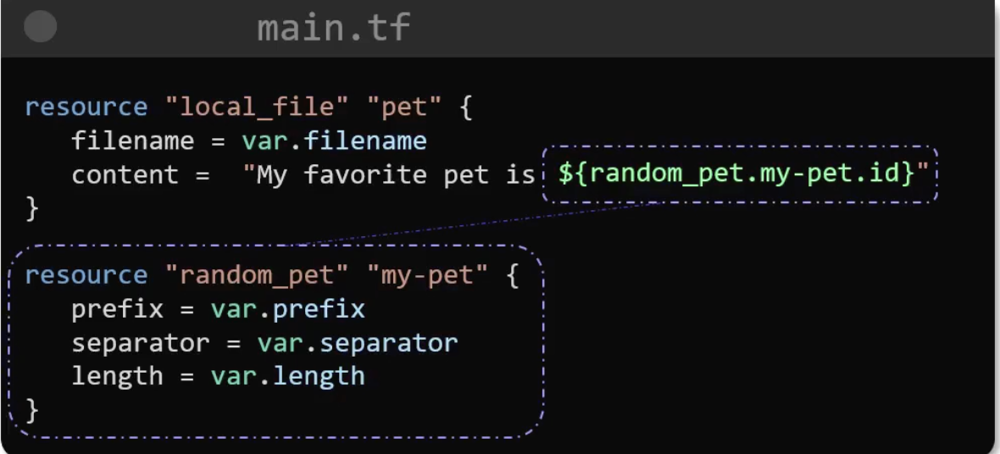 main.tf
resource "local_file" "pet" {
filename = var.filename
content = "My favorite pet is ${random_pet.my-pet.id}"
}
resource "random_pet" "my-pet" {
prefix = var.prefix
separator = var.separator
length = var.length
}